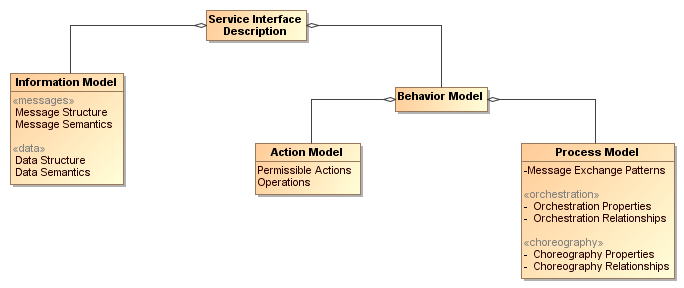 Service Interface
Description
Information Model
«messages»
Message Structure
Message Semantics
«data»
Data Structure
Data Semantics
Behavior Model
Action Model
Permissible Actions
Operations
Process Model
-Message Exchange Patterns
«orchestration»
- Orchestration Properties
- Orchestration Relationships
«choreography»
- Choreography Properties
- Choreography Relationships